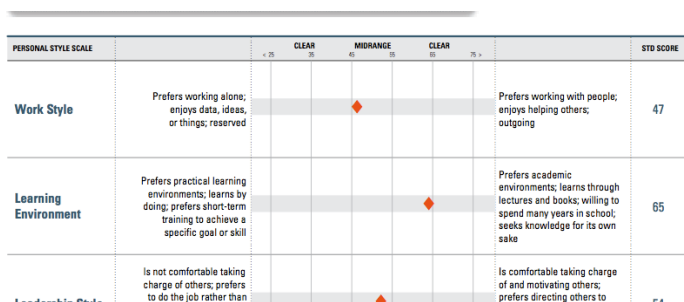 PERSONAL STYLE SCALE
CLEAR MIDRANGE CLEAR
< 25 35 45 55 65 75 >
STD SCORE
Work Style
Prefers working alone;
enjoys data, ideas,
or things; reserved
Prefers working with people;
enjoys helping others;
outgoing
47
Learning
Environment
Prefers practical learning
environments; learns by
doing; prefers short-term
training to achieve a
specific goal or skill
Prefers academic
environments; learns through
lectures and books; willing to
spend many years in school;
seeks knowledge for its own
sake
65
Leadership Style
Is not comfortable taking
charge of others; prefers
to do the job rather than
Is comfortable taking charge
of and motivating others;
prefers directing others to
54